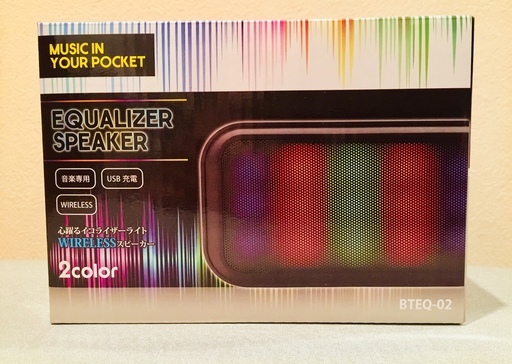 MUSIC IN
YOUR POCKET
EQUALIZER
SPEAKER
音楽専用
USB 充電
WIRELESS
心躍るイコライザーライト
WIRELESSスピーカー
2color
BTEQ-02